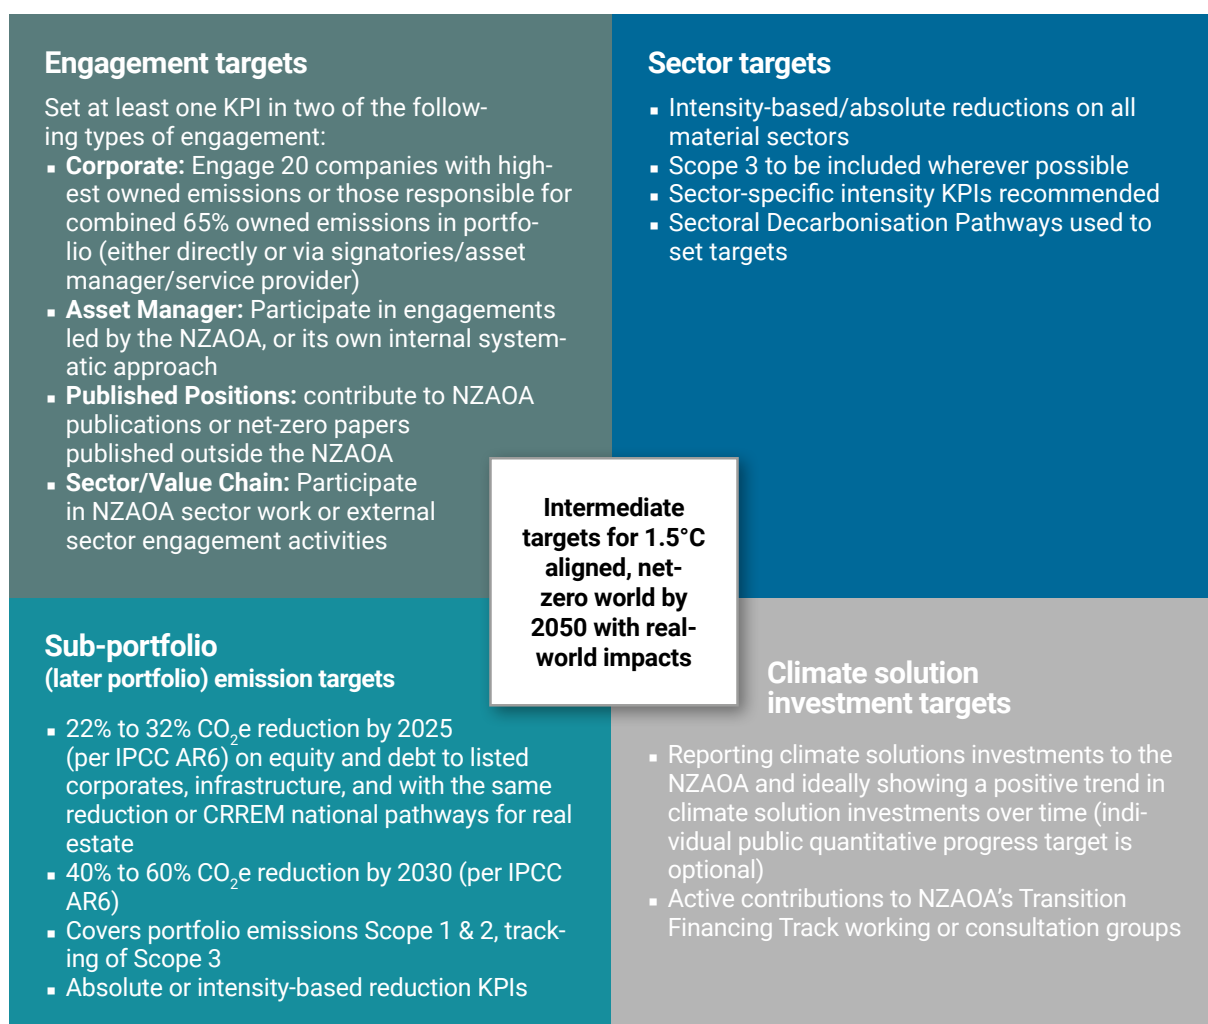 Engagement targets
Set at least one KPI in two of the follow-
ing types of engagement:
▪ Corporate: Engage 20 companies with high-
est owned emissions or those responsible for
combined 65% owned emissions in portfo-
lio (either directly or via signatories/asset
manager/service provider)
▪ Asset Manager: Participate in engagements
led by the NZAOA, or its own internal system-
atic approach
▪ Published Positions: contribute to NZAOA
publications or net-zero papers
published outside the NZAOA
▪ Sector/Value Chain: Participate
in NZAOA sector work or external
sector engagement activities
Sector targets
▪ Intensity-based/absolute reductions on all
material sectors
▪ Scope 3 to be included wherever possible
▪ Sector-specific intensity KPIs recommended
▪ Sectoral Decarbonisation Pathways used to
set targets
Intermediate
targets for 1.5°C
aligned, net-
zero world by
2050 with real-
world impacts
Sub-portfolio
(later portfolio) emission targets
▪ 22% to 32% CO₂e reduction by 2025
(per IPCC AR6) on equity and debt to listed
corporates, infrastructure, and with the same
reduction or CRREM national pathways for real
estate
▪ 40% to 60% CO₂e reduction by 2030 (per IPCC
AR6)
▪ Covers portfolio emissions Scope 1 & 2, track-
ing of Scope 3
▪ Absolute or intensity-based reduction KPIs
Climate solution
investment targets
▪ Reporting climate solutions investments to the
NZAOA and ideally showing a positive trend in
climate solution investments over time (indi-
vidual public quantitative progress target is
optional)
▪ Active contributions to NZAOA’s Transition
Financing Track working or consultation groups